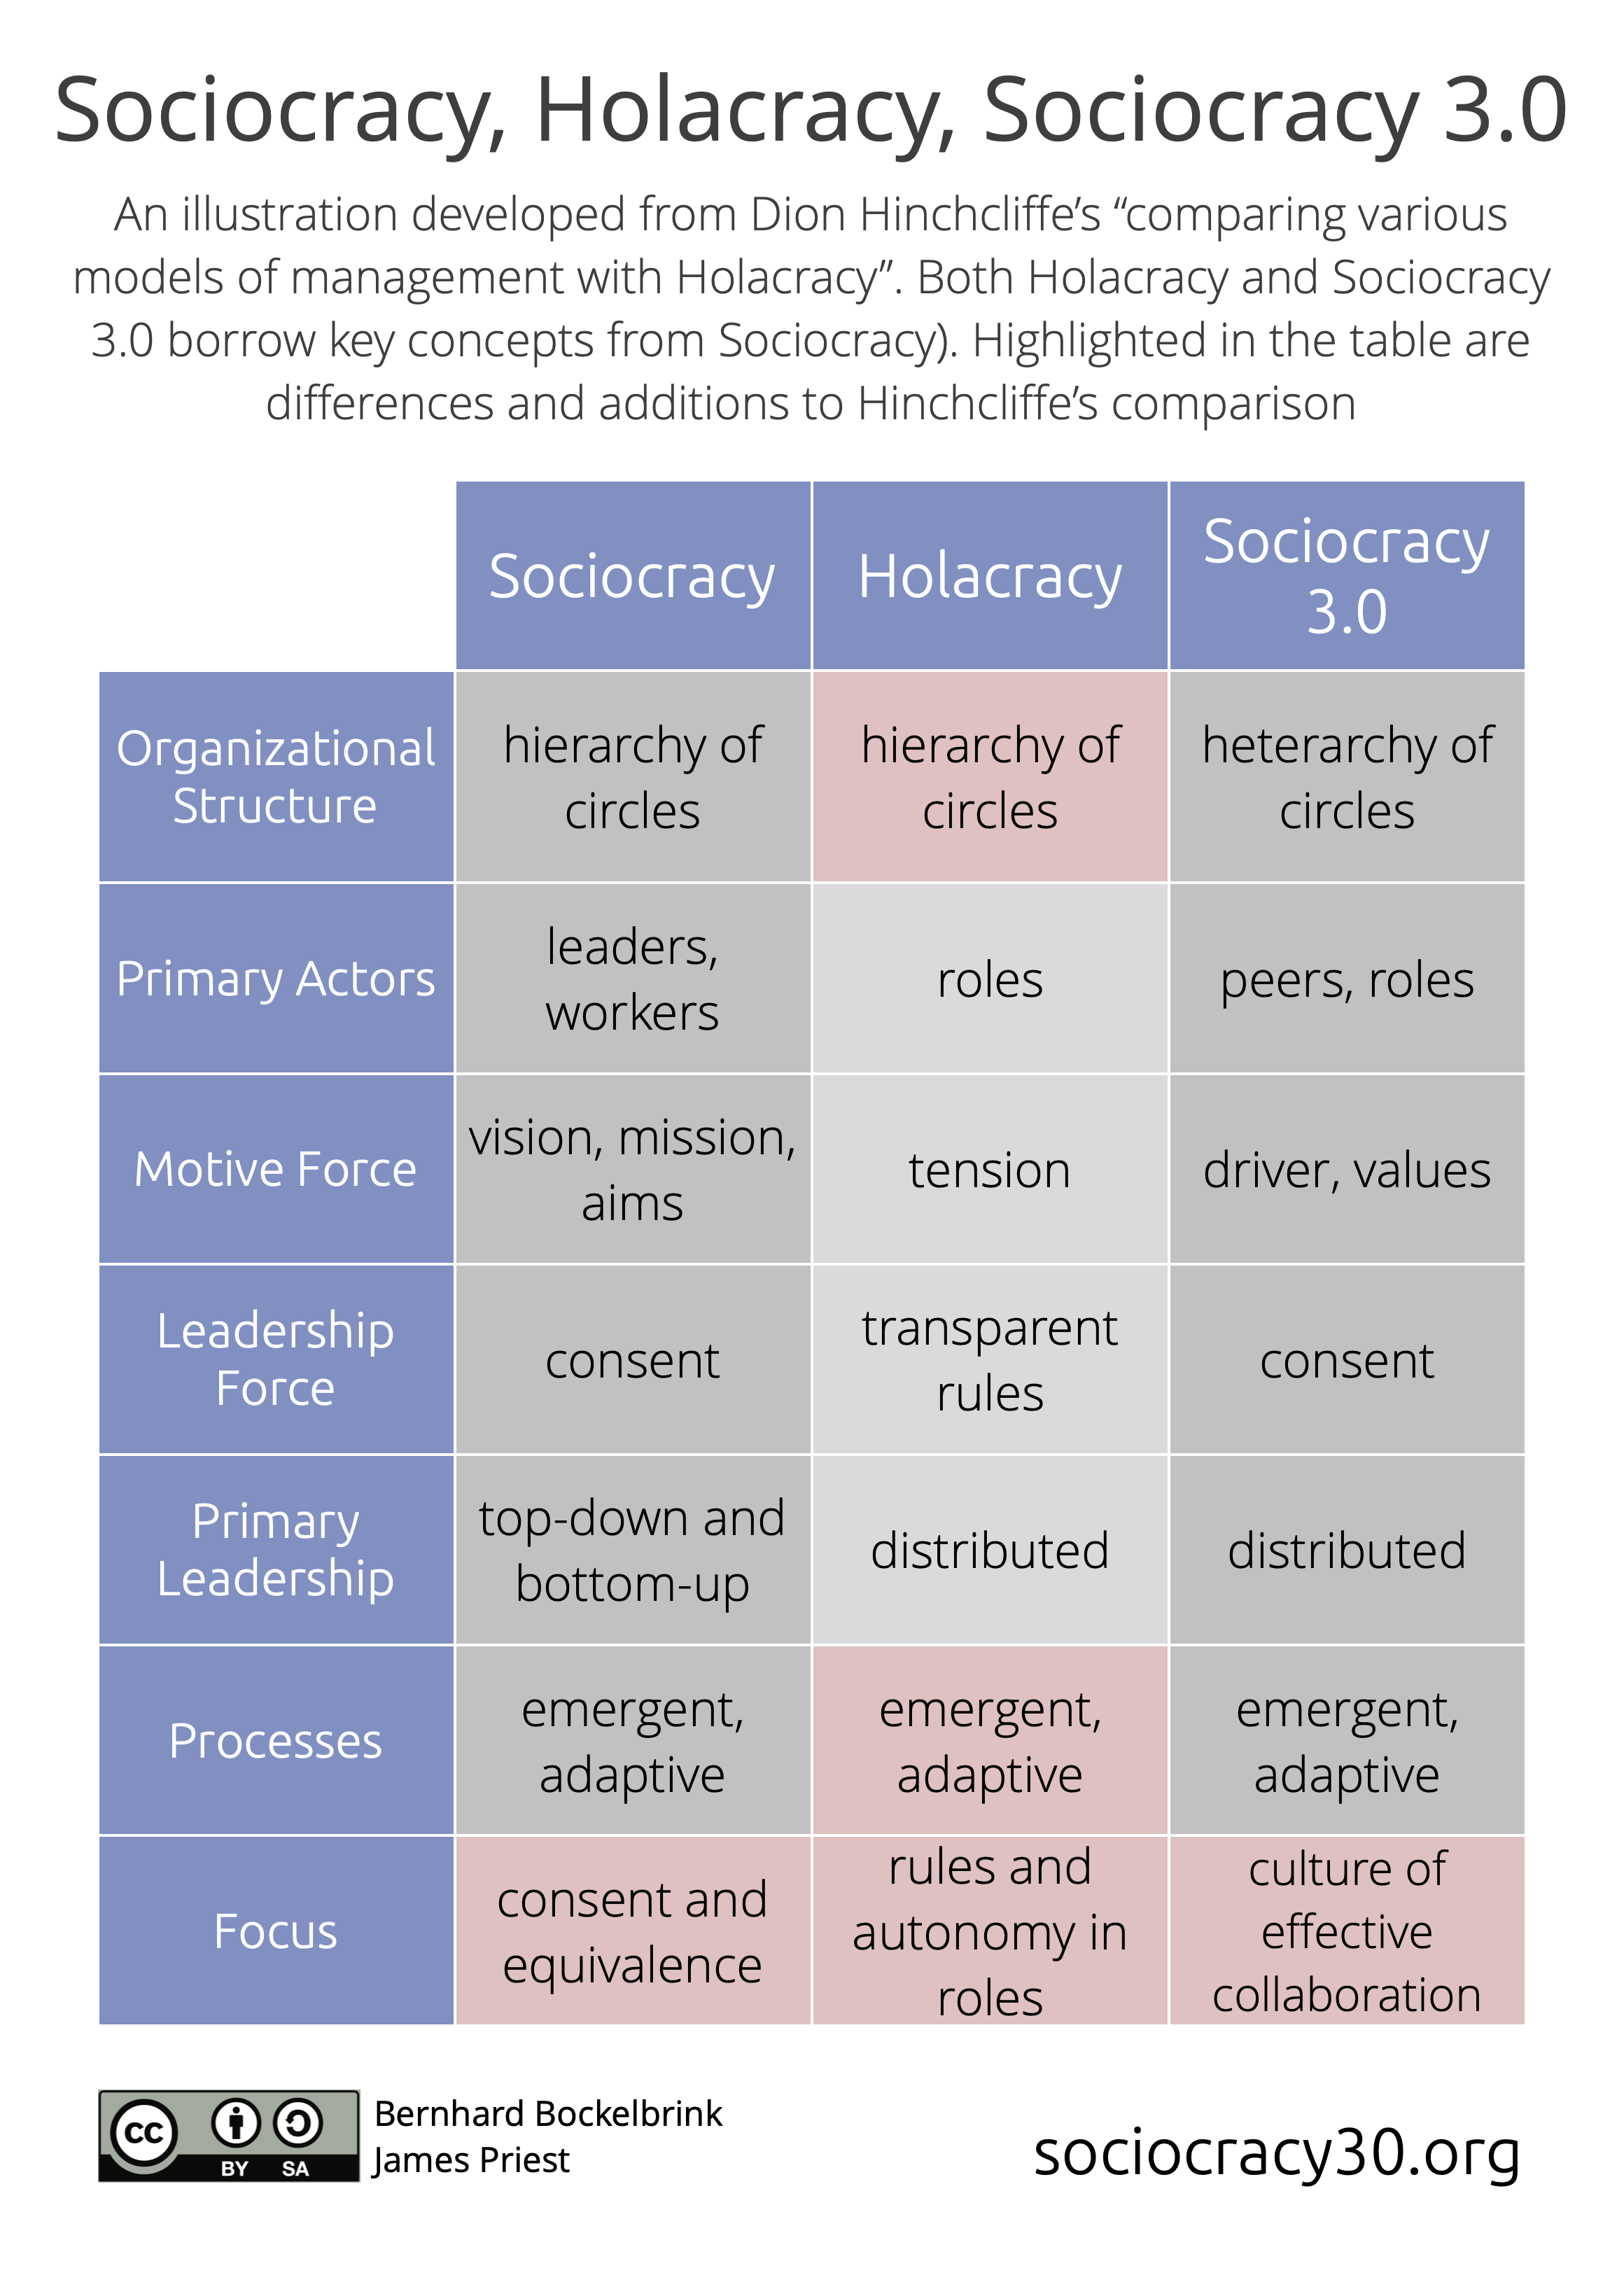 Sociocracy, Holacracy, Sociocracy 3.0
An illustration developed from Dion Hinchcliffe’s “comparing various
models of management with Holacracy”. Both Holacracy and Sociocracy
3.0 borrow key concepts from Sociocracy). Highlighted in the table are
differences and additions to Hinchcliffe’s comparison
Sociocracy
Holacracy
Sociocracy
3.0
Organizational
Structure
hierarchy of
circles
hierarchy of
circles
heterarchy of
circles
Primary Actors
leaders,
workers
roles
peers, roles
Motive Force
vision, mission,
aims
tension
driver, values
Leadership
Force
consent
transparent
rules
consent
Primary
Leadership
top-down and
bottom-up
distributed
distributed
Processes
emergent,
adaptive
emergent,
adaptive
emergent,
adaptive
Focus
consent and
equivalence
rules and
autonomy in
roles
culture of
effective
collaboration
cc
BY SA
Bernhard Bockelbrink
James Priest
sociocracy30.org